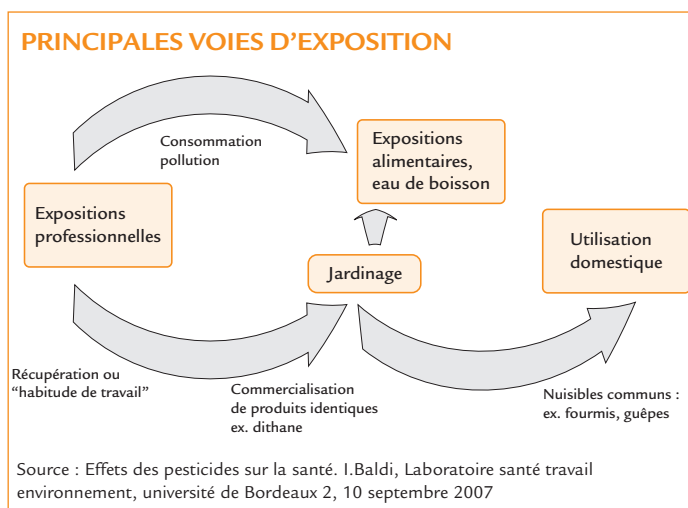 PRINCIPALES VOIES D’EXPOSITION
Consommation
pollution
Expositions
alimentaires,
eau de boisson
Expositions
professionnelles
Utilisation
domestique
Jardinage
Récupération ou
“habitude de travail”
Commercialisation
de produits identiques
ex. dithane
Nuisibles communs :
ex. fourmis, guêpes
Source : Effets des pesticides sur la santé. I.Baldi, Laboratoire santé travail
environnement, université de Bordeaux 2, 10 septembre 2007